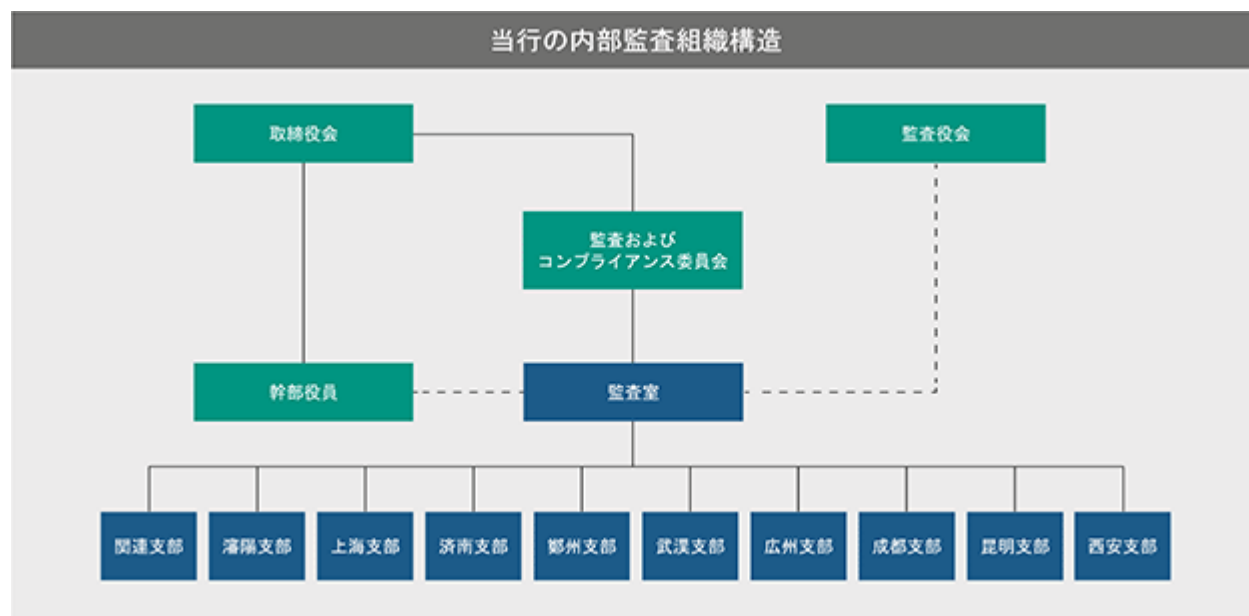 当行の内部監査組織構造
取締役会
監査役会
監査および
コンプライアンス委員会
幹部役員
監査室
関連支部
瀋陽支部
上海支部
済南支部
鄭州支部
武漢支部
広州支部
成都支部
昆明支部
西安支部